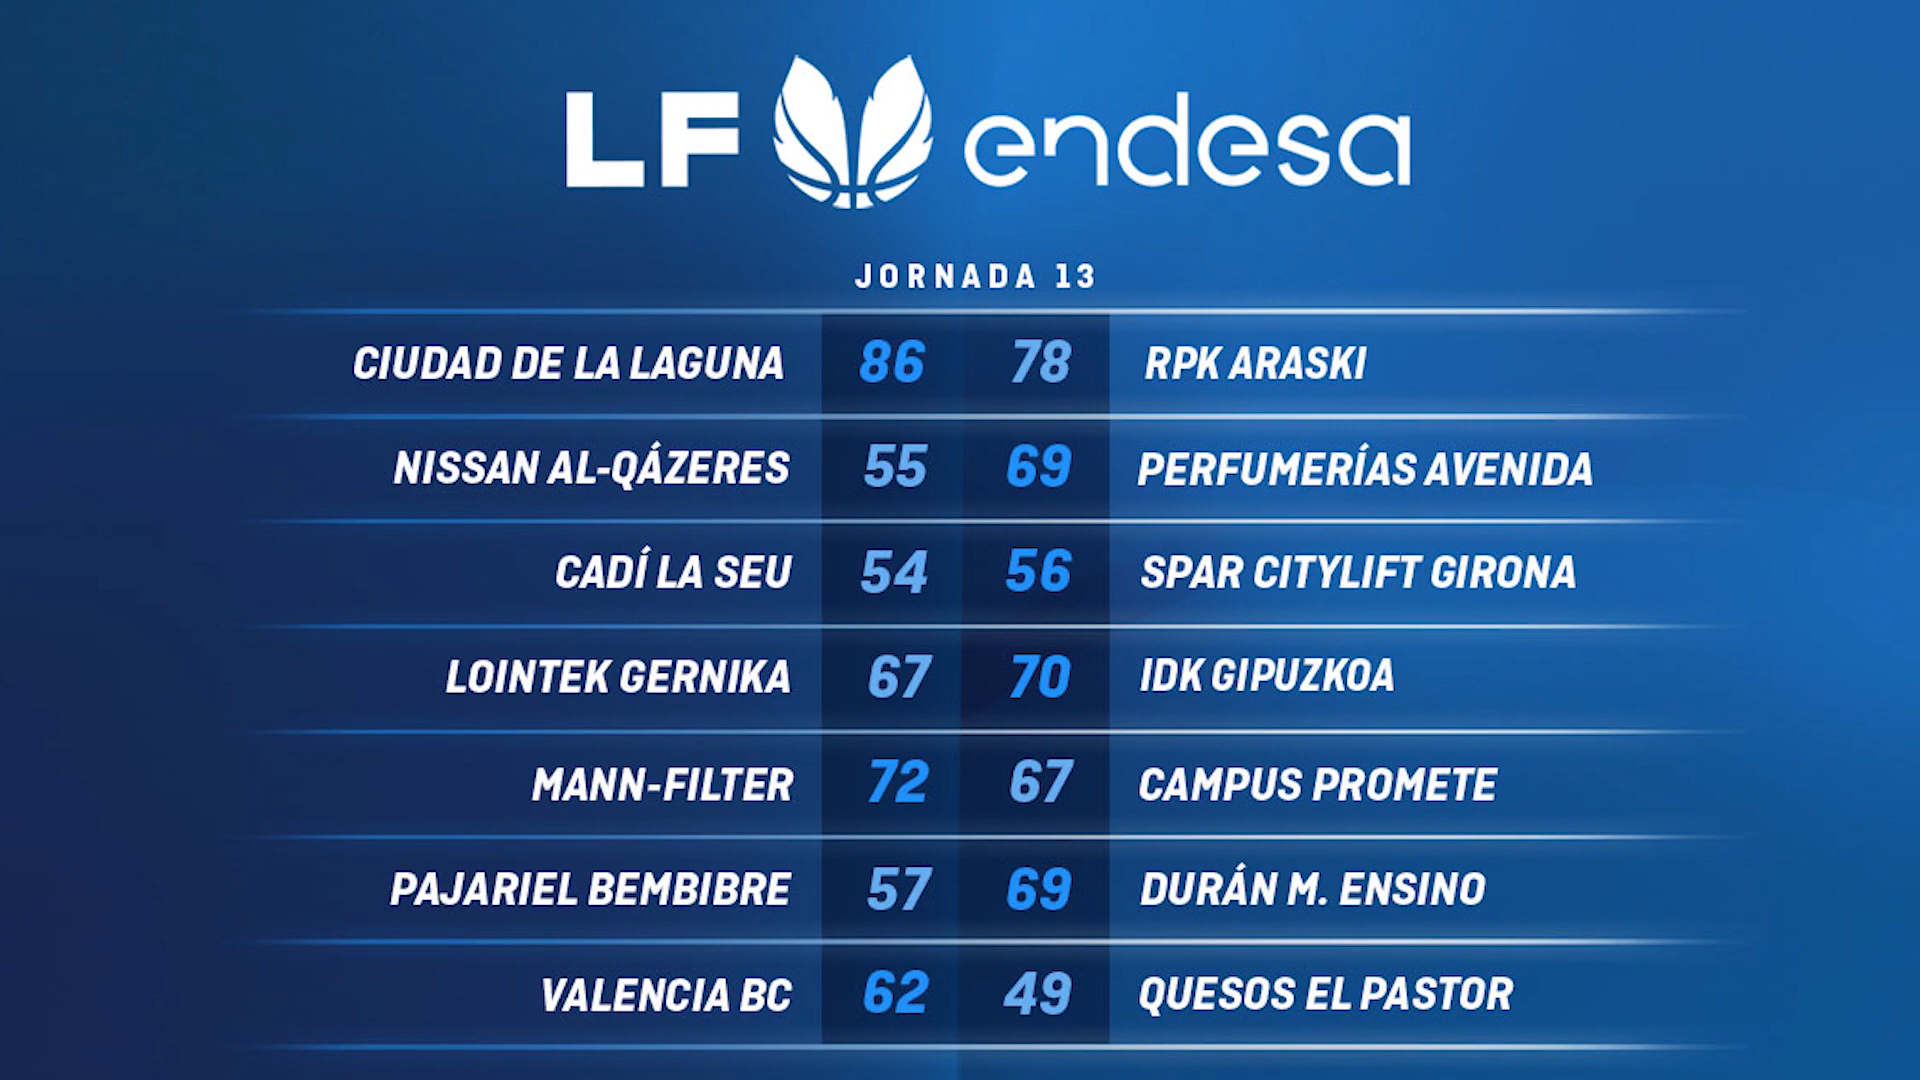 LF endesa
JORNADA 13
CIUDAD DE LA LAGUNA 86 78 RPK ARASKI
NISSAN AL-QÁZERES 55 69 PERFUMERÍAS AVENIDA
CADÍ LA SEU 54 56 SPAR CITYLIFT GIRONA
LOINTEK GERNIKA 67 70 IDK GIPUZKOA
MANN-FILTER 72 67 CAMPUS PROMETE
PAJARIEL BEMBIBRE 57 69 DURÁN M. ENSINO
VALENCIA BC 62 49 QUESOS EL PASTOR